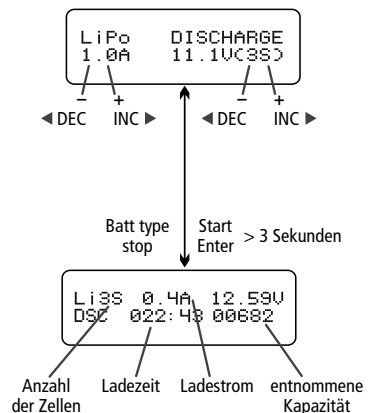 LiPo DISCHARGE
1.0A 11.1V(3S)
− + − +
◄ DEC INC ► ◄ DEC INC ►
Batt type Start
stop Enter > 3 Sekunden
Li3S 0.4A 12.59V
DSC 022:43 00682
Anzahl Ladezeit Ladestrom entnommene
der Zellen Kapazität